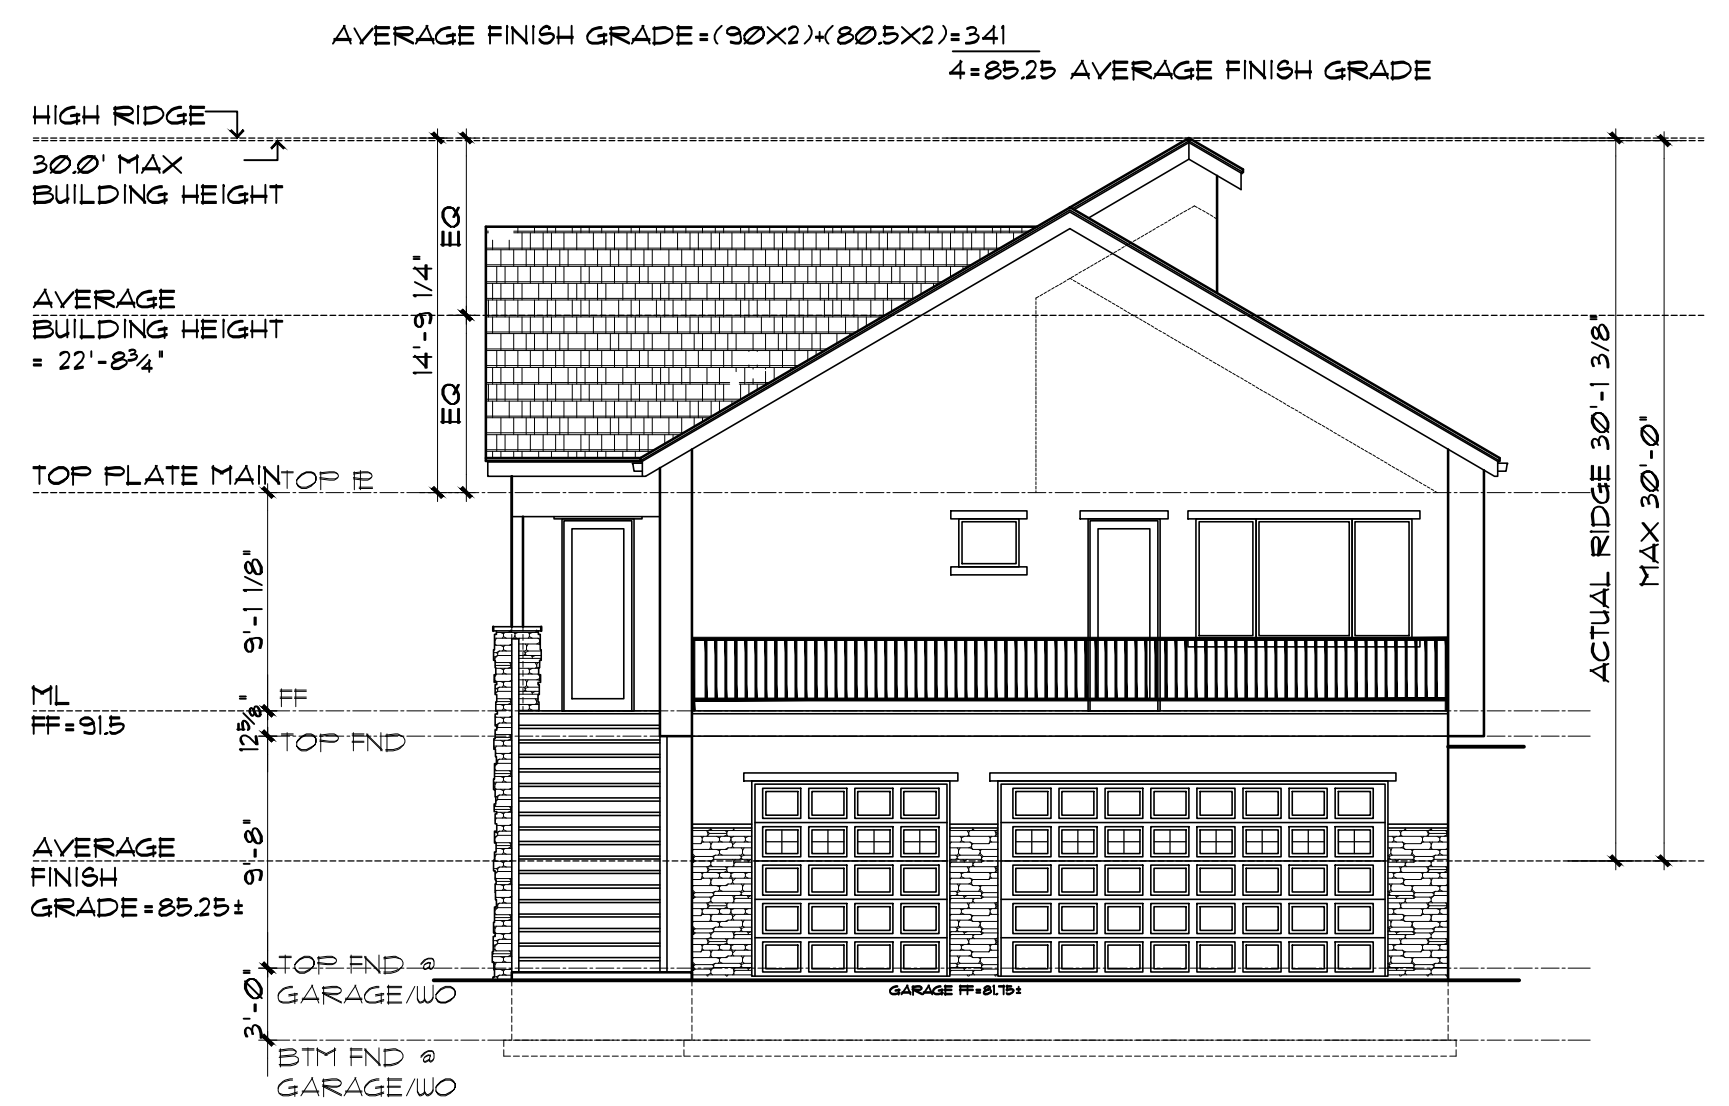 AVERAGE FINISH GRADE=(90X2)+(80.5X2)=341
4=85.25 AVERAGE FINISH GRADE
HIGH RIDGE
30.0' MAX
BUILDING HEIGHT
EQ
14'-9 1/4"
AVERAGE
BUILDING HEIGHT
= 22'-8¾"
EQ
ACTUAL RIDGE 30'-1 3/8"
MAX 30'-0"
TOP PLATE MAIN
TOP PL
9'-1 1/8"
ML
FF=91.5
FF
12 5/8"
TOP FND
AVERAGE
FINISH
GRADE=85.25±
9'-8"
TOP FND @
GARAGE/WO
3'-0"
GARAGE FF=81.75±
BTM FND @
GARAGE/WO